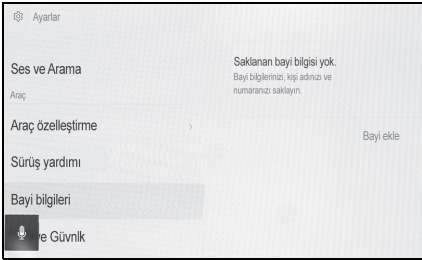 Ayarlar
Ses ve Arama
Araç
Araç özelleştirme
Sürüş yardımı
Bayi bilgileri
ve Güvnlk
Saklanan bayi bilgisi yok.
Bayi bilgilerinizi, kişi adınızı ve
numaranızı saklayın.
Bayi ekle